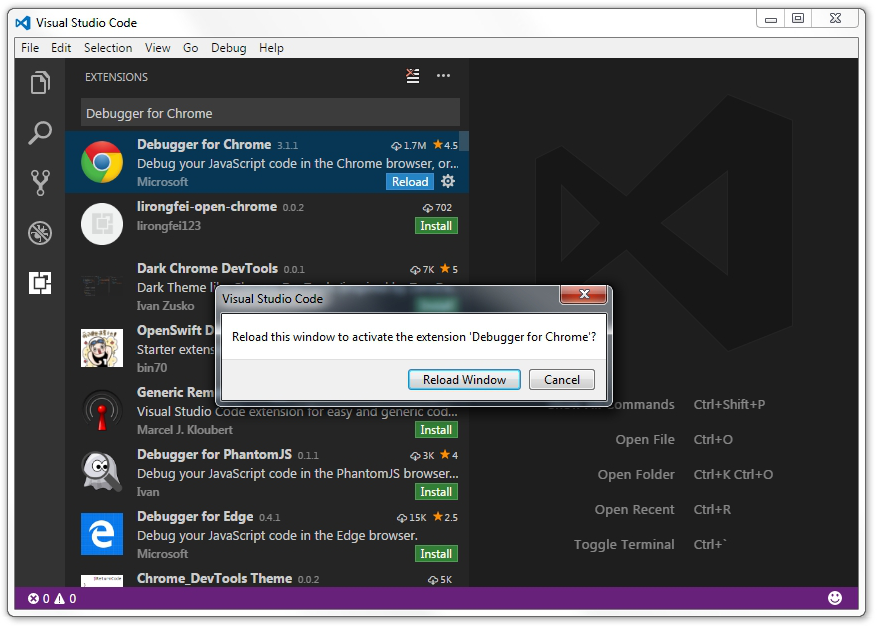 Visual Studio Code
File Edit Selection View Go Debug Help
EXTENSIONS
Debugger for Chrome
Debugger for Chrome 3.1.1 1.7M 4.5
Debug your JavaScript code in the Chrome browser, or...
Microsoft Reload
lirongfei-open-chrome 0.0.2 702
lirongfei123 Install
Dark Chrome DevTools 0.0.1 7K 5
Dark Theme
Ivan Zusko Install
OpenSwift D
Starter exten
bin70
Visual Studio Code
Reload this window to activate the extension 'Debugger for Chrome'?
Reload Window Cancel
Generic Rem
Visual Studio Code extension for easy and generic cod...
Marcel J. Kloubert Install
Debugger for PhantomJS 0.1.1 3K 4
Debug your JavaScript code in the PhantomJS browser...
Ivan Install
Debugger for Edge 0.4.1 15K 2.5
Debug your JavaScript code in the Edge browser.
Microsoft Install
Chrome_DevTools Theme 0.0.2 5K
Commands Ctrl+Shift+P
Open File Ctrl+O
Open Folder Ctrl+K Ctrl+O
Open Recent Ctrl+R
Toggle Terminal Ctrl+`
0 0